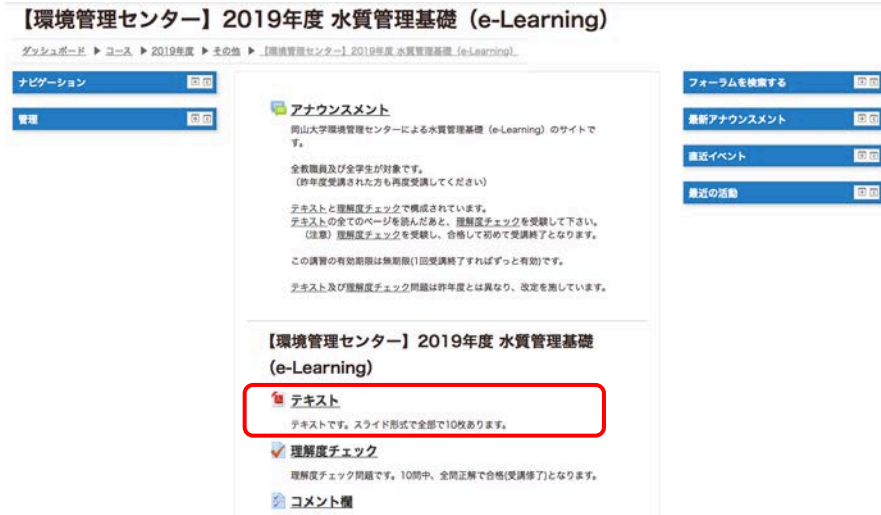 【環境管理センター】2019年度 水質管理基礎（e-Learning）
ダッシュボード ▶ コース ▶ 2019年度 ▶ その他 ▶ 【環境管理センター】2019年度 水質管理基礎 (e-Learning)
ナビゲーション
管理
アナウンスメント
岡山大学環境管理センターによる水質管理基礎（e-Learning）のサイトで
す。
全教職員及び全学生が対象です。
（昨年度受講された方も再度受講してください）
テキストと理解度チェックで構成されています。
テキストの全てのページを読んだあと、理解度チェックを受験して下さい。
（注意）理解度チェックを受験し、合格して初めて受講終了となります。
この講習の有効期限は無期限(1回受講終了すればずっと有効)です。
テキスト及び理解度チェック問題は昨年度とは異なり、改定を施しています。
【環境管理センター】2019年度 水質管理基礎
（e-Learning）
テキスト
テキストです。スライド形式で全部で10枚あります。
理解度チェック
理解度チェック問題です。10問中、全問正解で合格(受講修了)となります。
コメント欄
フォーラムを検索する
最新アナウンスメント
直近イベント
最近の活動